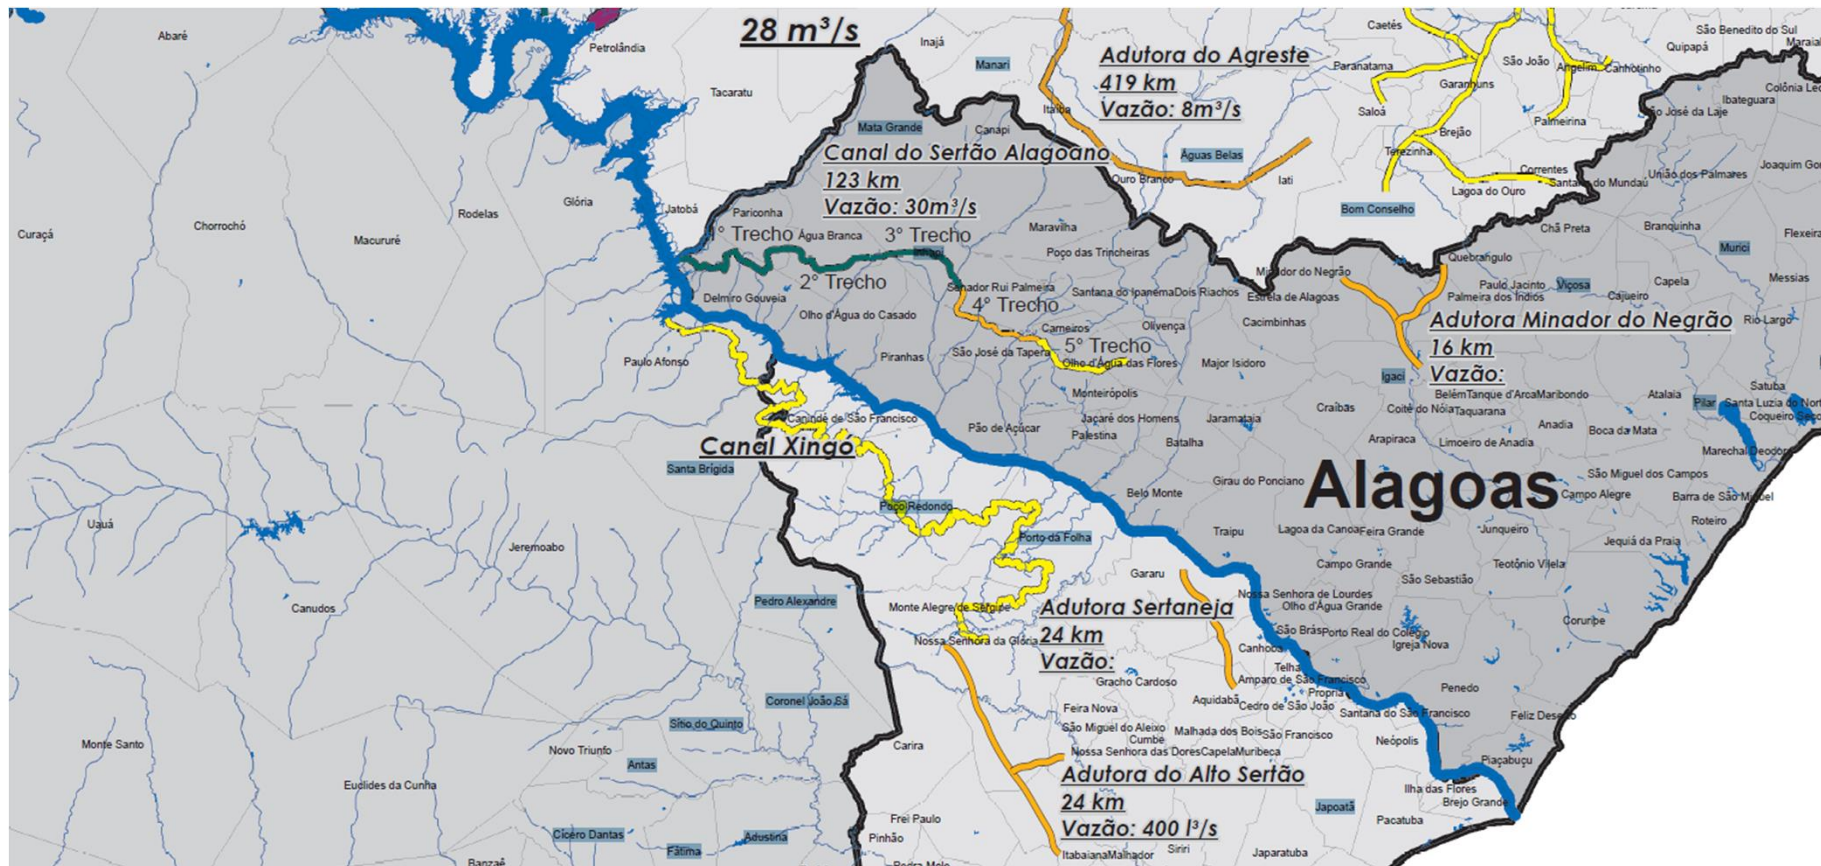 28 m³/s
São Benedito do Sul
Caetés
Abaré
Petrolândia
Inajá
Quipapá
Adutora do Agreste
419 km
Vazão: 8m³/s
Manari
Paranatama
São João
Angelim
Canhotinho
Garanhuns
Tacaratu
Itaíba
Saloá
Ibateguara
São José da Laje
Palmeirina
Mata Grande
Canapi
Brejão
Canal do Sertão Alagoano
123 km
Vazão: 30m³/s
Águas Belas
Terezinha
Ouro Branco
Iati
Correntes
Santana do Mundaú
União dos Palmares
Lagoa do Ouro
Rodelas
Glória
Jatobá
Pariconha
Bom Conselho
Curaçá
Chorrochó
Macururé
1° Trecho
Água Branca
3° Trecho
Maravilha
Chã Preta
Branquinha
Inhapi
Poço das Trincheiras
Murici
Quebrangulo
Minador do Negrão
2° Trecho
Senador Rui Palmeira
Santana do Ipanema
Dois Riachos
Estrela de Alagoas
Paulo Jacinto
Viçosa
Capela
Messias
Delmiro Gouveia
4° Trecho
Palmeira dos Índios
Cajueiro
Olho d'Água do Casado
Carneiros
Olivença
Cacimbinhas
Adutora Minador do Negrão
16 km
Vazão:
Rio Largo
5° Trecho
Paulo Afonso
Piranhas
São José da Tapera
Olho d'Água das Flores
Major Isidoro
Igaci
Satuba
Monteirópolis
Belém
Tanque d'Arca
Maribondo
Atalaia
Pilar
Santa Luzia do Norte
Canindé de São Francisco
Jaçaré dos Homens
Jaramataia
Craíbas
Coité do Nóia
Taquarana
Pão de Açúcar
Palestina
Batalha
Arapiraca
Limoeiro de Anadia
Anadia
Boca da Mata
Canal Xingó
Santa Brígida
Marechal Deodoro
Alagoas
São Miguel dos Campos
Girau do Ponciano
Belo Monte
Campo Alegre
Barra de São Miguel
Poço Redondo
Uauá
Jeremoabo
Porto da Folha
Traipu
Lagoa da Canoa
Feira Grande
Junqueiro
Roteiro
Jequiá da Praia
Gararu
Campo Grande
São Sebastião
Teotônio Vilela
Canudos
Pedro Alexandre
Monte Alegre de Sergipe
Nossa Senhora de Lourdes
Olho d'Água Grande
Adutora Sertaneja
24 km
Vazão:
São Brás
Porto Real do Colégio
Igreja Nova
Coruripe
Nossa Senhora da Glória
Canhoba
Telha
Gracho Cardoso
Amparo de São Francisco
Propriá
Penedo
Coronel João Sá
Aquidabã
Cedro de São João
Santana do São Francisco
Feliz Deserto
Feira Nova
Sítio do Quinto
São Miguel do Aleixo
Cumbe
Malhada dos Bois
São Francisco
Neópolis
Monte Santo
Novo Triunfo
Carira
Nossa Senhora das Dores
Capela
Muribeca
Piaçabuçu
Antas
Adutora do Alto Sertão
24 km
Vazão: 400 l³/s
Euclides da Cunha
Ilha das Flores
Brejo Grande
Japoatã
Pacatuba
Frei Paulo
Cícero Dantas
Adustina
Pinhão
Fátima
Itabaiana
Malhador
Siriri
Japaratuba
Banzaê